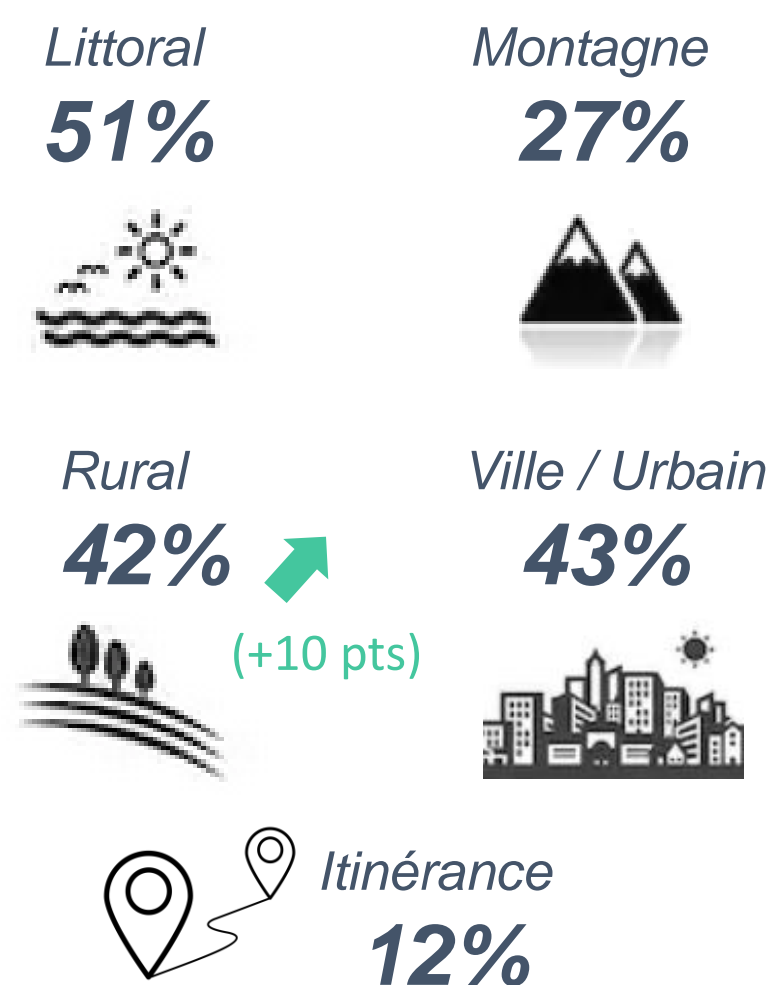 Littoral
51%
Montagne
27%
Rural
42%
(+10 pts)
Ville / Urbain
43%
Itinérance
12%